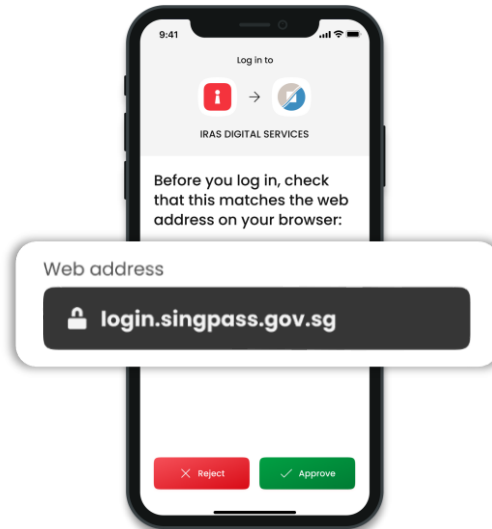 9:41
Log in to
IRAS DIGITAL SERVICES
Before you log in, check
that this matches the web
address on your browser:
Web address
login.singpass.gov.sg
Reject
Approve